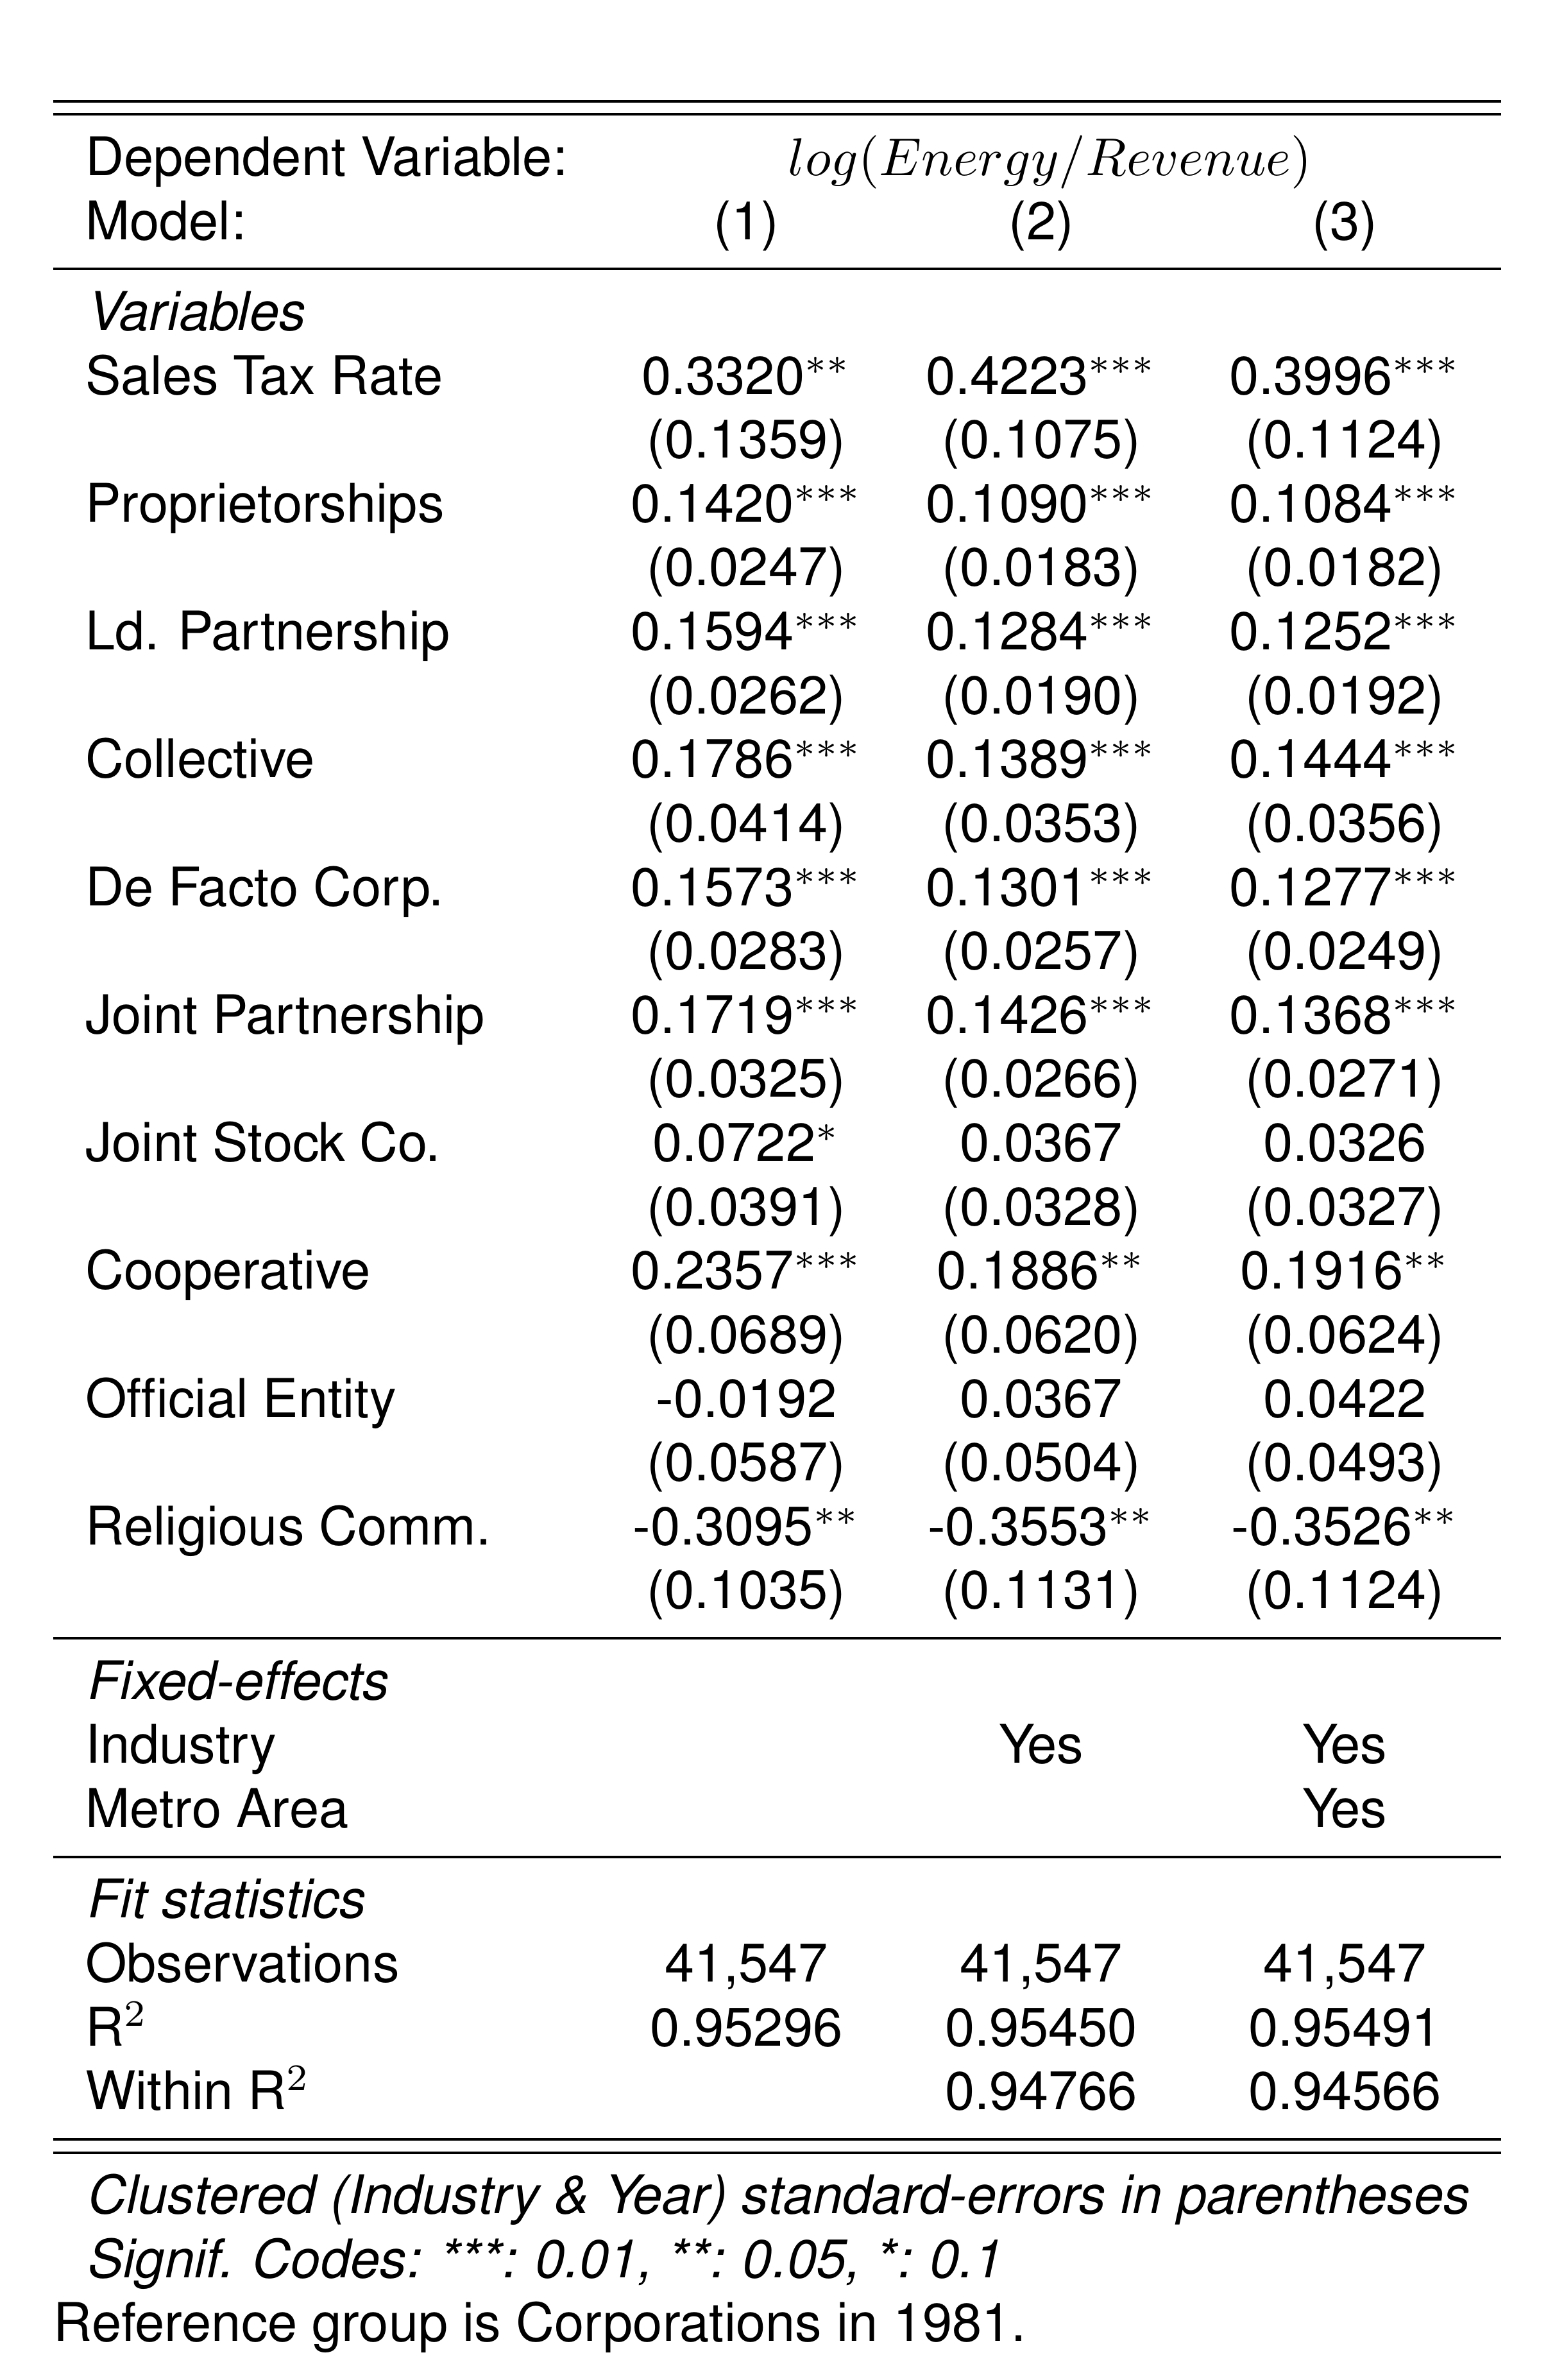 Dependent Variable: log(Energy/Revenue)
Model: (1) (2) (3)
Variables
Sales Tax Rate 0.3320** 0.4223*** 0.3996***
(0.1359) (0.1075) (0.1124)
Proprietorships 0.1420*** 0.1090*** 0.1084***
(0.0247) (0.0183) (0.0182)
Ld. Partnership 0.1594*** 0.1284*** 0.1252***
(0.0262) (0.0190) (0.0192)
Collective 0.1786*** 0.1389*** 0.1444***
(0.0414) (0.0353) (0.0356)
De Facto Corp. 0.1573*** 0.1301*** 0.1277***
(0.0283) (0.0257) (0.0249)
Joint Partnership 0.1719*** 0.1426*** 0.1368***
(0.0325) (0.0266) (0.0271)
Joint Stock Co. 0.0722* 0.0367 0.0326
(0.0391) (0.0328) (0.0327)
Cooperative 0.2357*** 0.1886** 0.1916**
(0.0689) (0.0620) (0.0624)
Official Entity -0.0192 0.0367 0.0422
(0.0587) (0.0504) (0.0493)
Religious Comm. -0.3095** -0.3553** -0.3526**
(0.1035) (0.1131) (0.1124)
Fixed-effects
Industry Yes Yes
Metro Area Yes
Fit statistics
Observations 41,547 41,547 41,547
R² 0.95296 0.95450 0.95491
Within R² 0.94766 0.94566
Clustered (Industry & Year) standard-errors in parentheses
Signif. Codes: ***: 0.01, **: 0.05, *: 0.1
Reference group is Corporations in 1981.